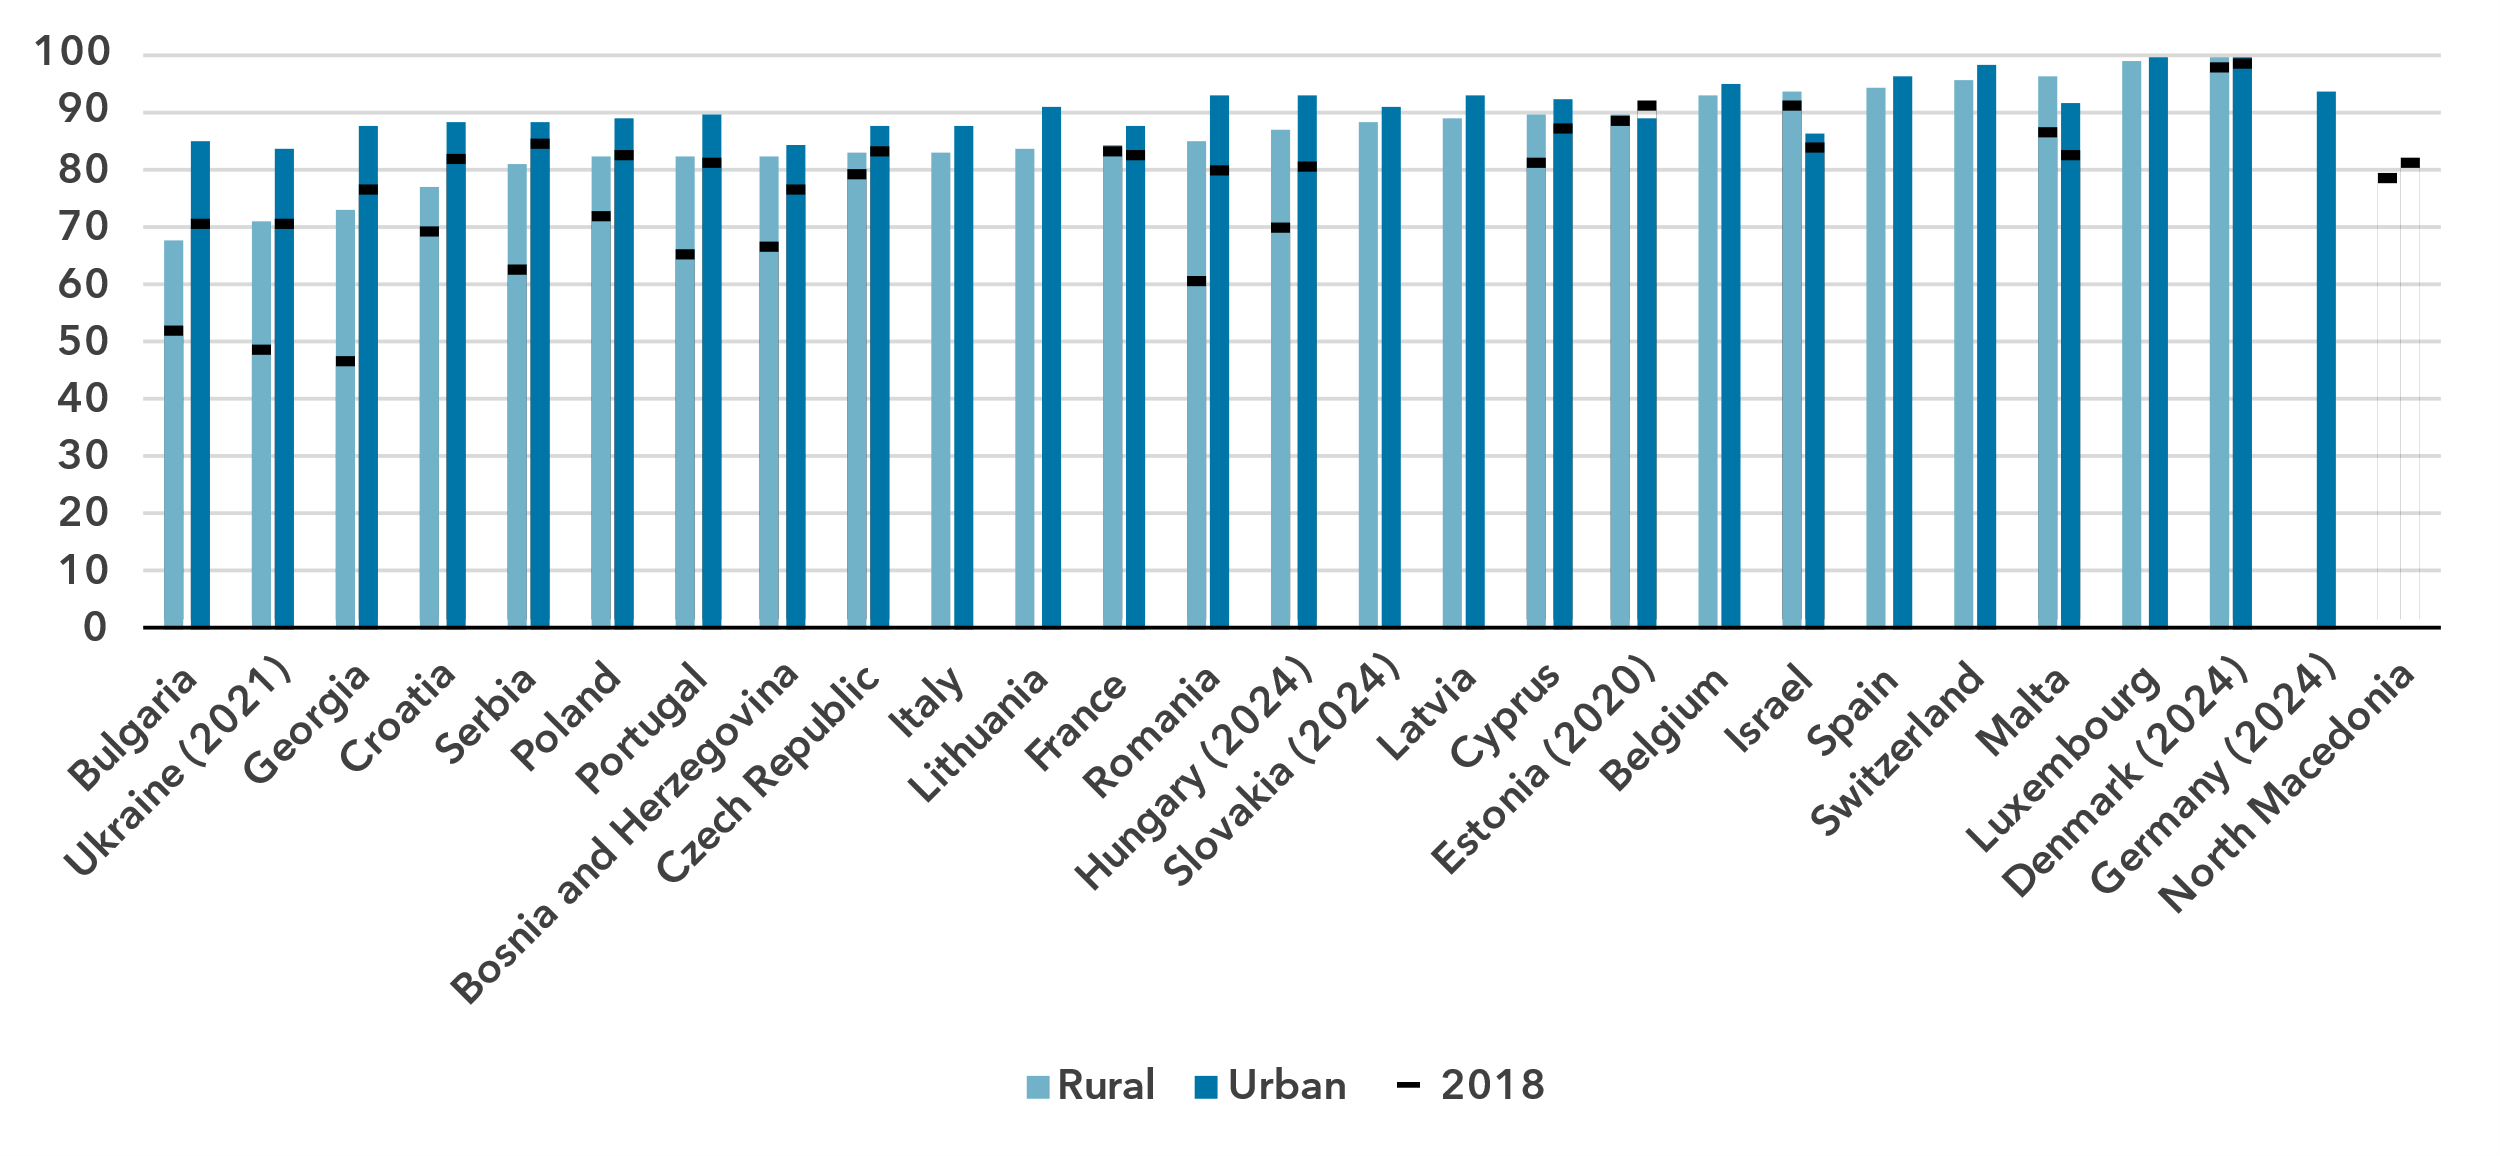 100
90
80
70
60
50
40
30
20
10
0
Bulgaria
Ukraine (2021)
Georgia
Croatia
Serbia
Poland
Portugal
Bosnia and Herzegovina
Czech Republic
Italy
Lithuania
France
Romania
Hungary (2024)
Slovakia (2024)
Latvia
Cyprus
Estonia (2020)
Belgium
Israel
Spain
Switzerland
Malta
Luxembourg
Denmark (2024)
Germany (2024)
North Macedonia
Rural Urban 2018